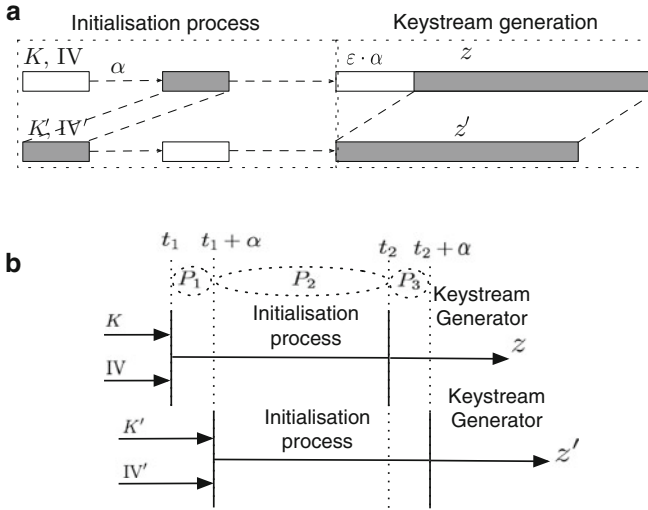 a
Initialisation process
Keystream generation
K, IV
α
ε · α
z
K′, IV′
z′
b
t₁
t₁ + α
t₂
t₂ + α
P₁
P₂
P₃
Keystream
Generator
Initialisation
process
K
IV
z
Keystream
Generator
Initialisation
process
K′
IV′
z′